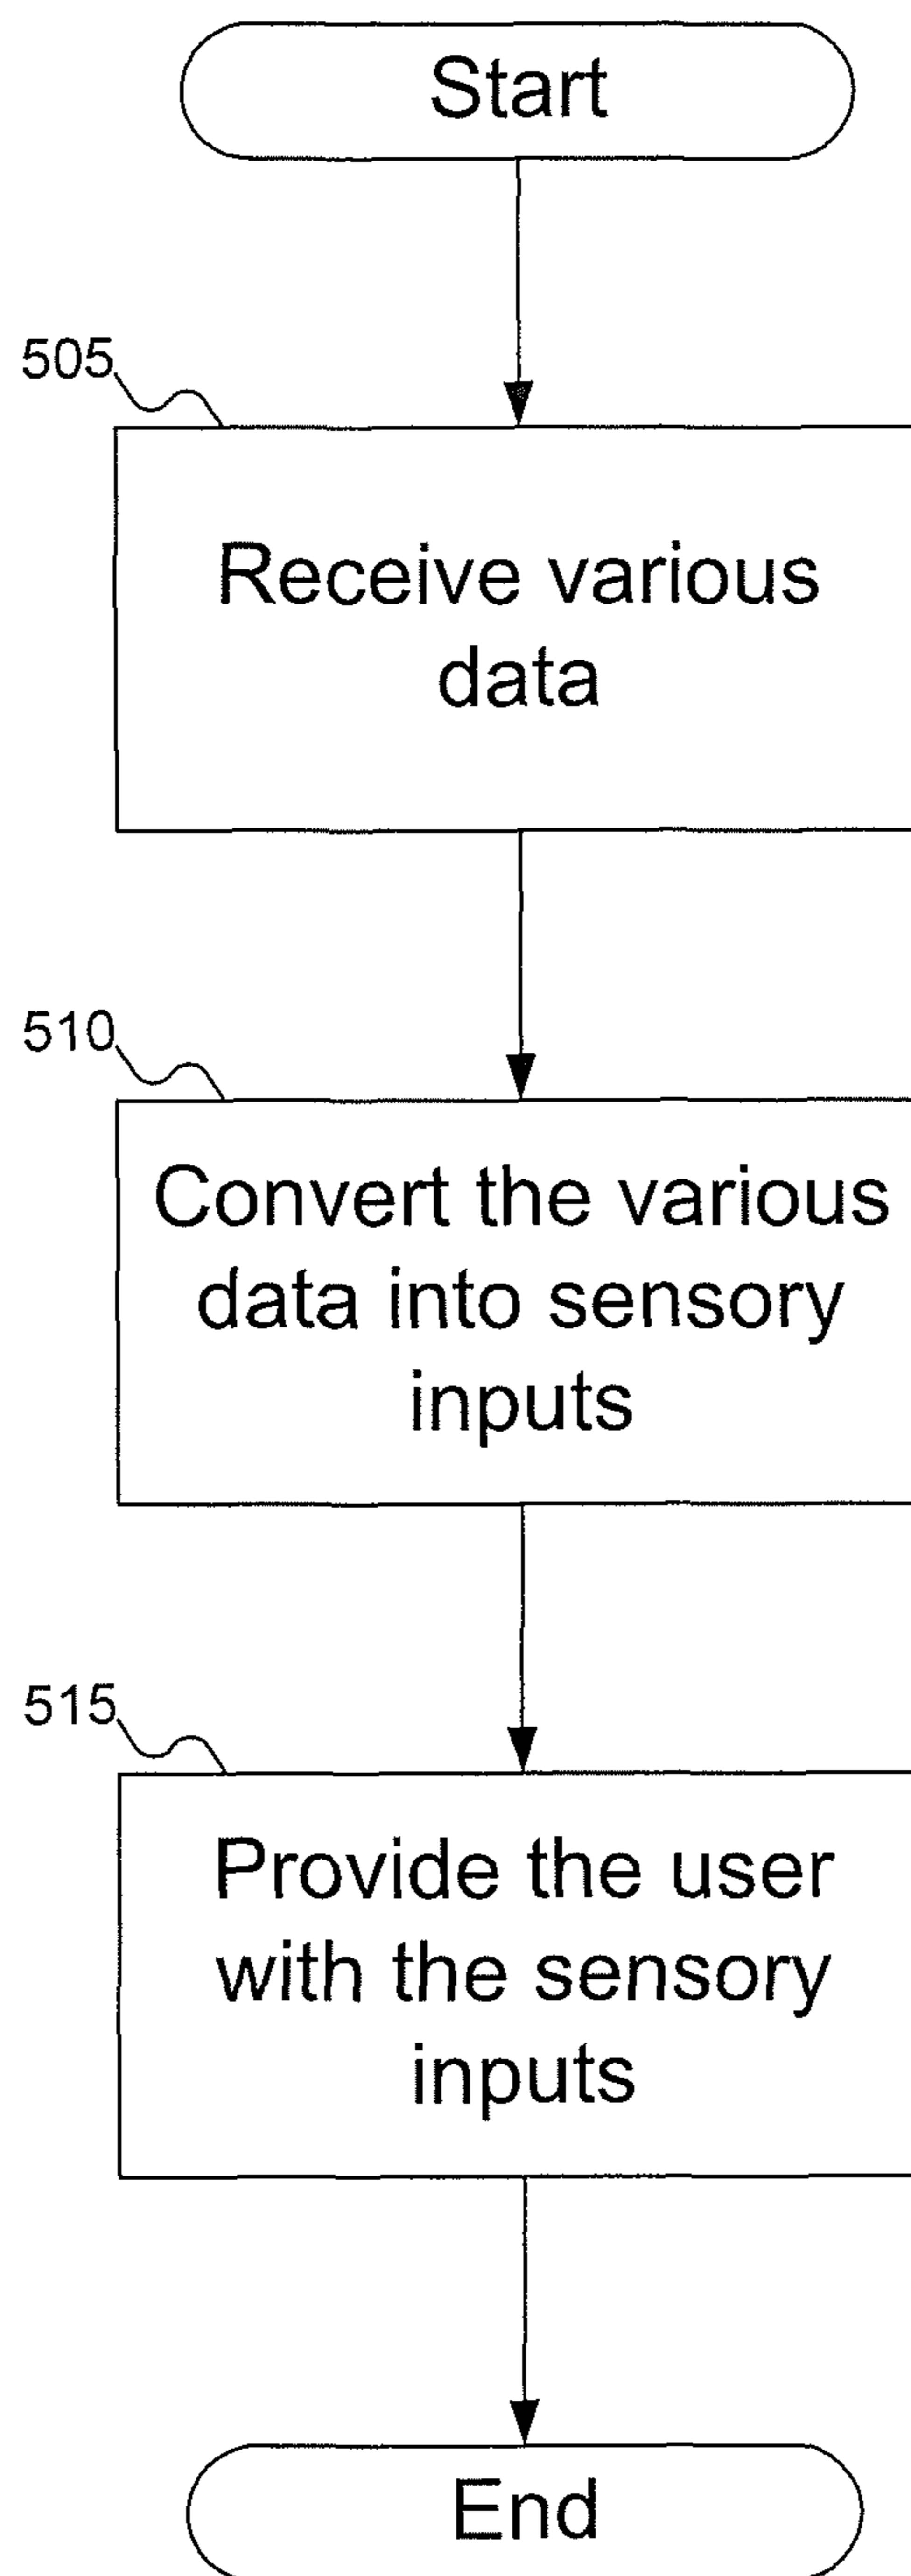 Start
505
Receive various
data
510
Convert the various
data into sensory
inputs
515
Provide the user
with the sensory
inputs
End